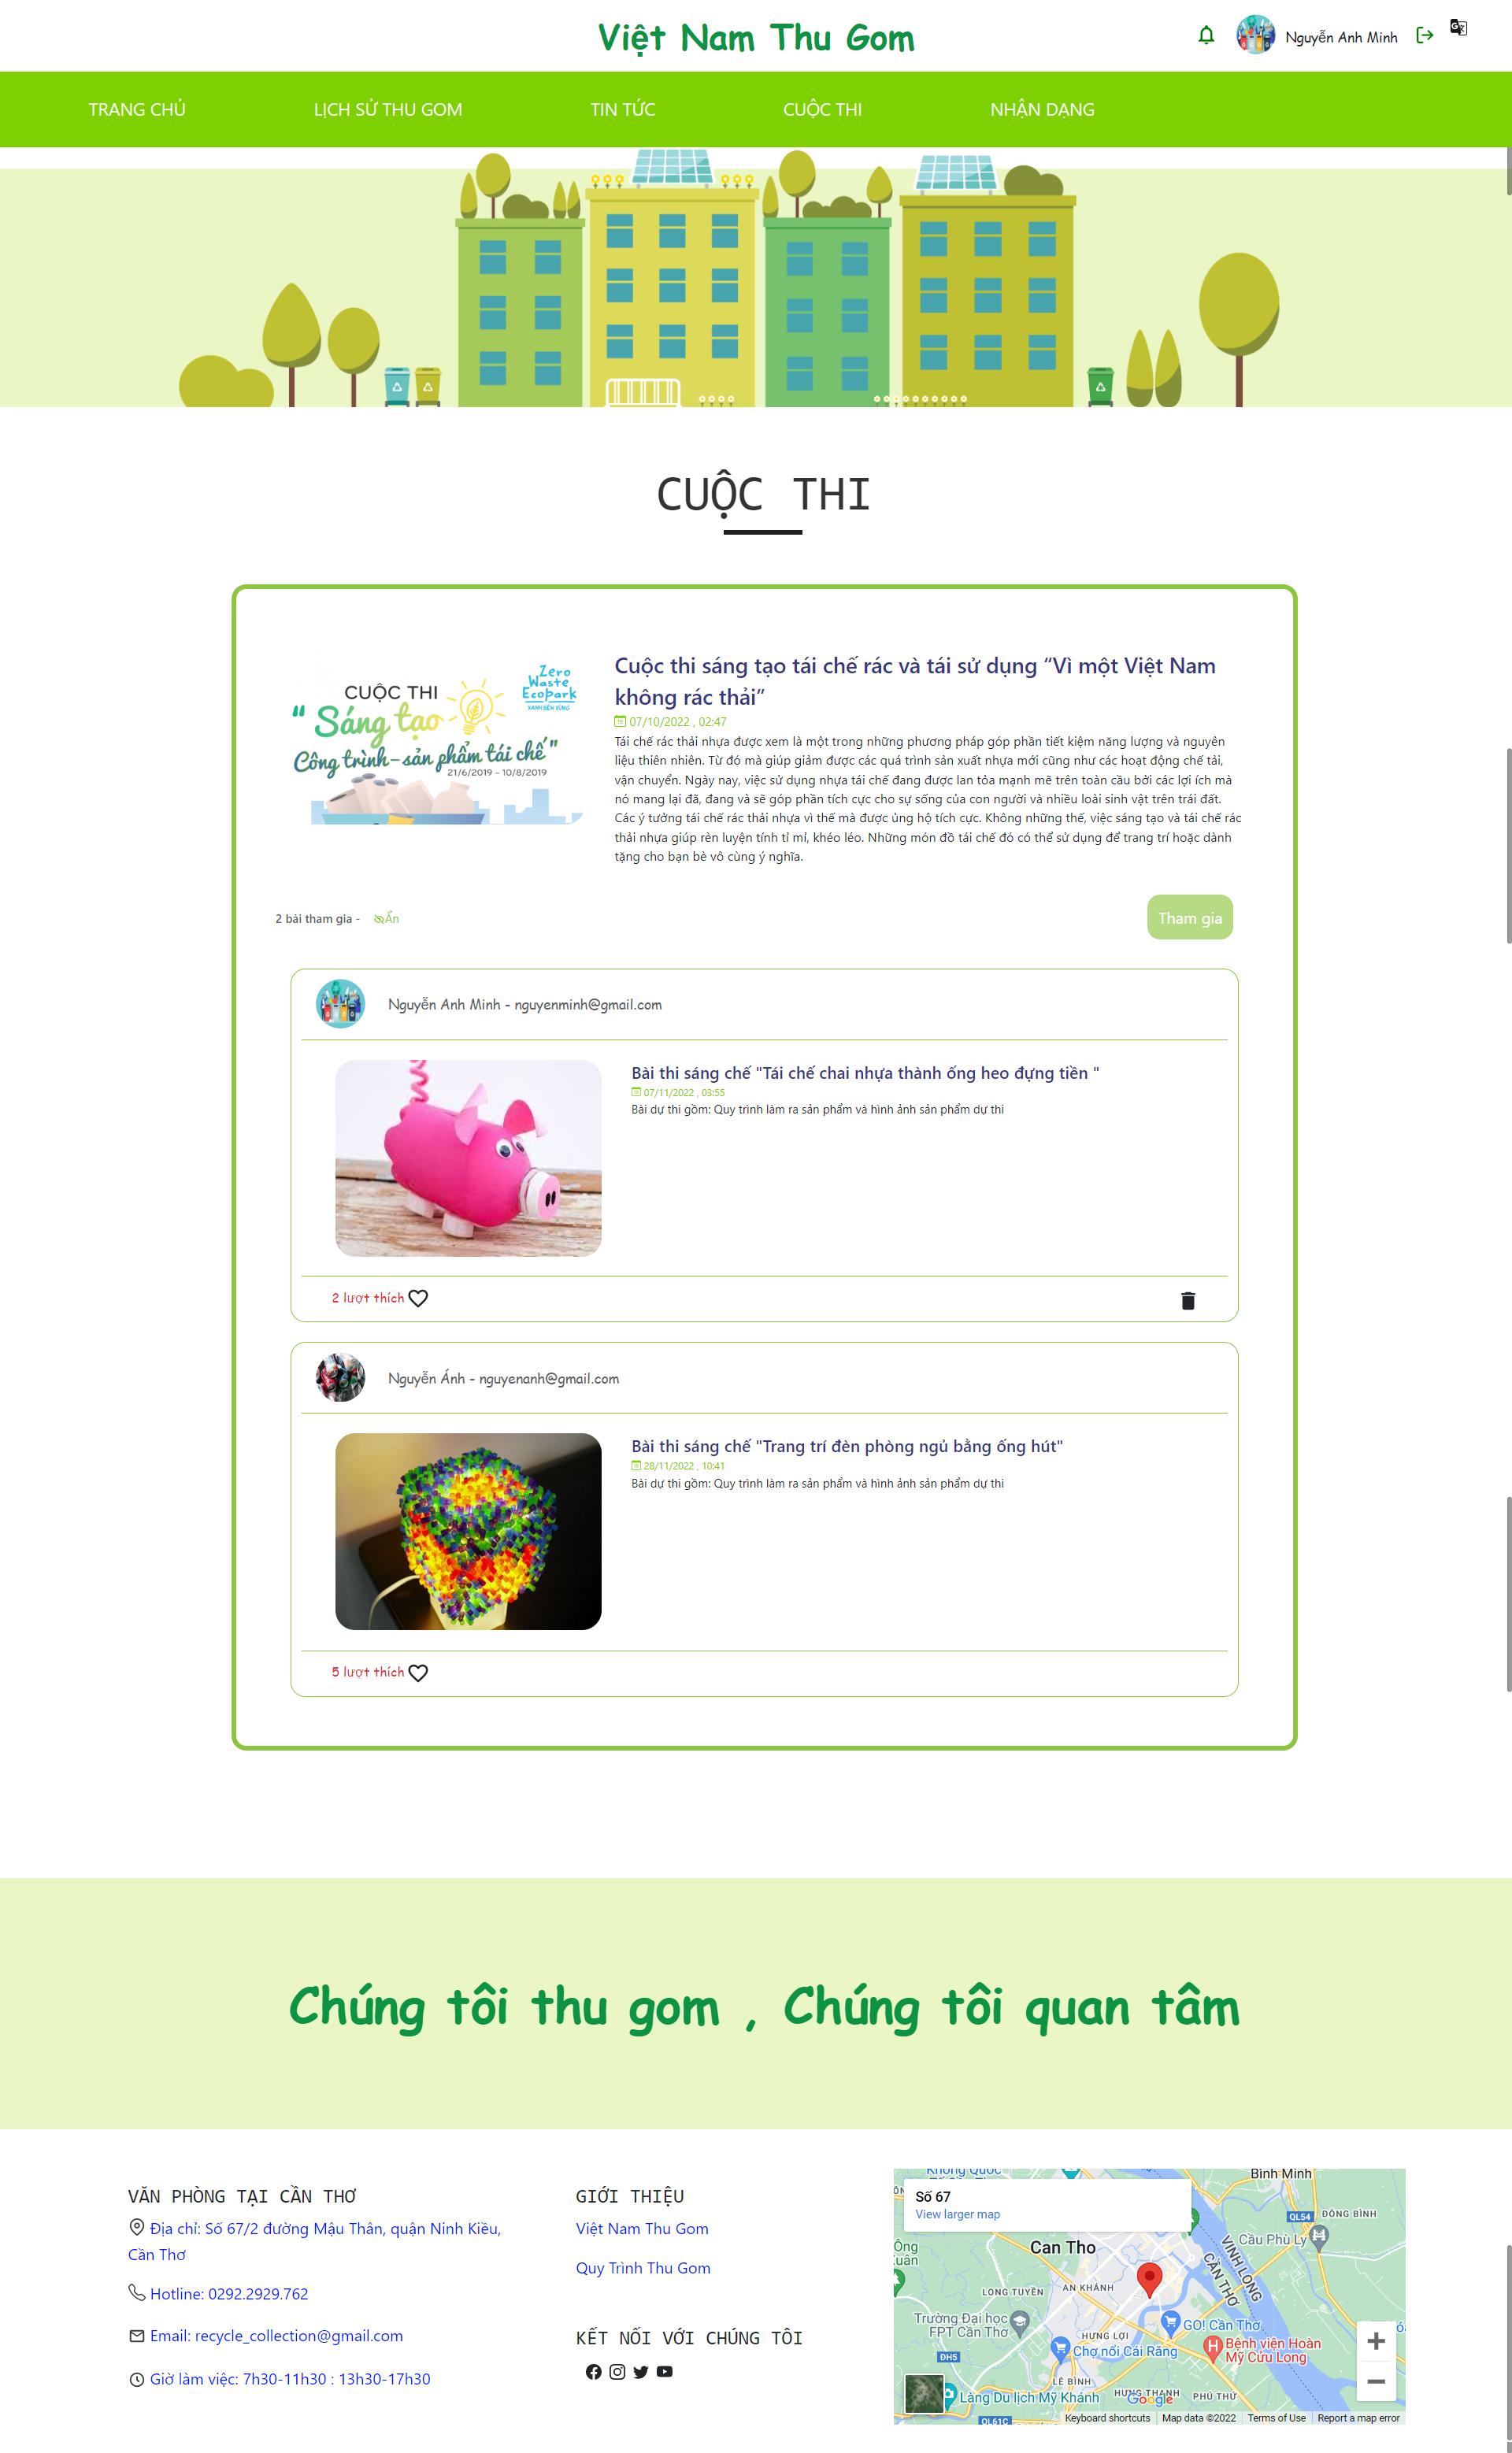 Việt Nam Thu Gom
Nguyễn Anh Minh
TRANG CHỦ
LỊCH SỬ THU GOM
TIN TỨC
CUỘC THI
NHẬN DẠNG
CUỘC THI
CUỘC THI
Zero
Waste
Ecopark
XANH BỀN VỮNG
“ Sáng tạo
Công trình – sản phẩm tái chế ”
21/6/2019 - 10/8/2019
Cuộc thi sáng tạo tái chế rác và tái sử dụng “Vì một Việt Nam
không rác thải”
07/10/2022 , 02:47
Tái chế rác thải nhựa được xem là một trong những phương pháp góp phần tiết kiệm năng lượng và nguyên
liệu thiên nhiên. Từ đó mà giúp giảm được các quá trình sản xuất nhựa mới cũng như các hoạt động chế tải,
vận chuyển. Ngày nay, việc sử dụng nhựa tái chế đang được lan tỏa mạnh mẽ trên toàn cầu bởi các lợi ích mà
nó mang lại đã, đang và sẽ góp phần tích cực cho sự sống của con người và nhiều loài sinh vật trên trái đất.
Các ý tưởng tái chế rác thải nhựa vì thế mà được ủng hộ tích cực. Không những thế, việc sáng tạo và tái chế rác
thải nhựa giúp rèn luyện tính tỉ mỉ, khéo léo. Những món đồ tái chế đó có thể sử dụng để trang trí hoặc dành
tặng cho bạn bè vô cùng ý nghĩa.
2 bài tham gia -
Ẩn
Tham gia
Nguyễn Anh Minh - nguyenminh@gmail.com
Bài thi sáng chế "Tái chế chai nhựa thành ống heo đựng tiền "
07/11/2022 , 03:55
Bài dự thi gồm: Quy trình làm ra sản phẩm và hình ảnh sản phẩm dự thi
2 lượt thích
Nguyễn Ánh - nguyenanh@gmail.com
Bài thi sáng chế "Trang trí đèn phòng ngủ bằng ống hút"
28/11/2022 , 10:41
Bài dự thi gồm: Quy trình làm ra sản phẩm và hình ảnh sản phẩm dự thi
5 lượt thích
Chúng tôi thu gom , Chúng tôi quan tâm
VĂN PHÒNG TẠI CẦN THƠ
Địa chỉ: Số 67/2 đường Mậu Thân, quận Ninh Kiều,
Cần Thơ
Hotline: 0292.2929.762
Email: recycle_collection@gmail.com
Giờ làm việc: 7h30-11h30 : 13h30-17h30
GIỚI THIỆU
Việt Nam Thu Gom
Quy Trình Thu Gom
KẾT NỐI VỚI CHÚNG TÔI
Bình Minh
Số 67
View larger map
QL54
ĐÔNG BÌNH
Cầu Phù Ly
Can Tho
VĨNH LONG
CẦN THƠ
LONG TUYỀN
AN KHÁNH
Trường Đại học
FPT Cần Thơ
HƯNG LỢI
GO! Cần Thơ
Chợ nổi Cái Răng
Bệnh viện Hoàn
Mỹ Cửu Long
DH5
LÊ BÌNH
Làng Du lịch Mỹ Khánh
HƯNG THẠNH
PHÚ THỨ
Google
QL61C
Keyboard shortcuts
Map data ©2022
Terms of Use
Report a map error